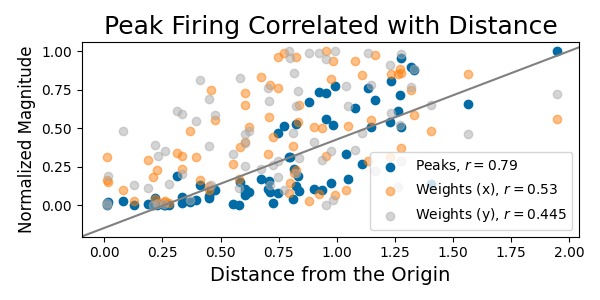 Peak Firing Correlated with Distance
Normalized Magnitude
1.00
0.75
0.50
0.25
0.00
Peaks, r = 0.79
Weights (x), r = 0.53
Weights (y), r = 0.445
0.00 0.25 0.50 0.75 1.00 1.25 1.50 1.75 2.00
Distance from the Origin